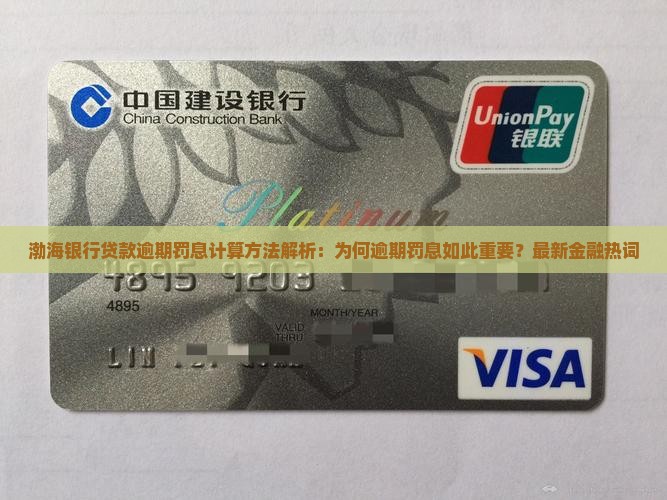 中国建设银行
China Construction Bank
UnionPay
银联
Platinum
渤海银行贷款逾期罚息计算方法解析：为何逾期罚息如此重要？最新金融热词
4895 9203
4895
MONTH/YEAR
VALID
THRU
LIN
VISA